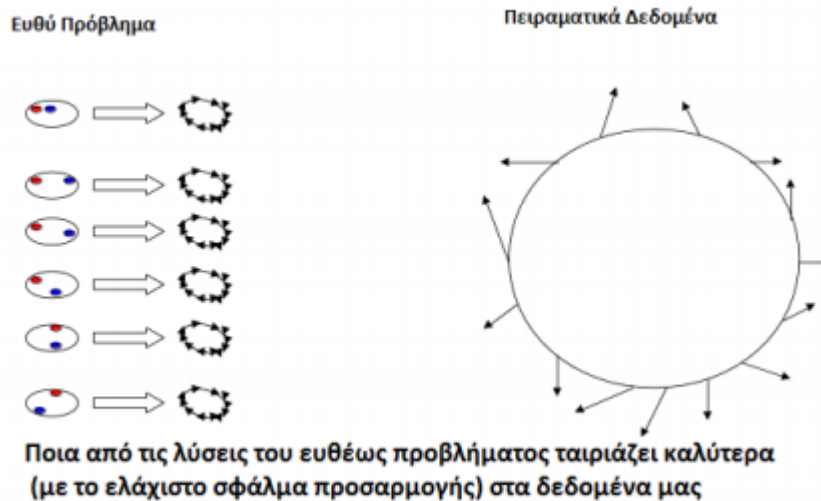 Ευθύ Πρόβλημα
Πειραματικά Δεδομένα
Ποια από τις λύσεις του ευθέως προβλήματος ταιριάζει καλύτερα
(με το ελάχιστο σφάλμα προσαρμογής) στα δεδομένα μας